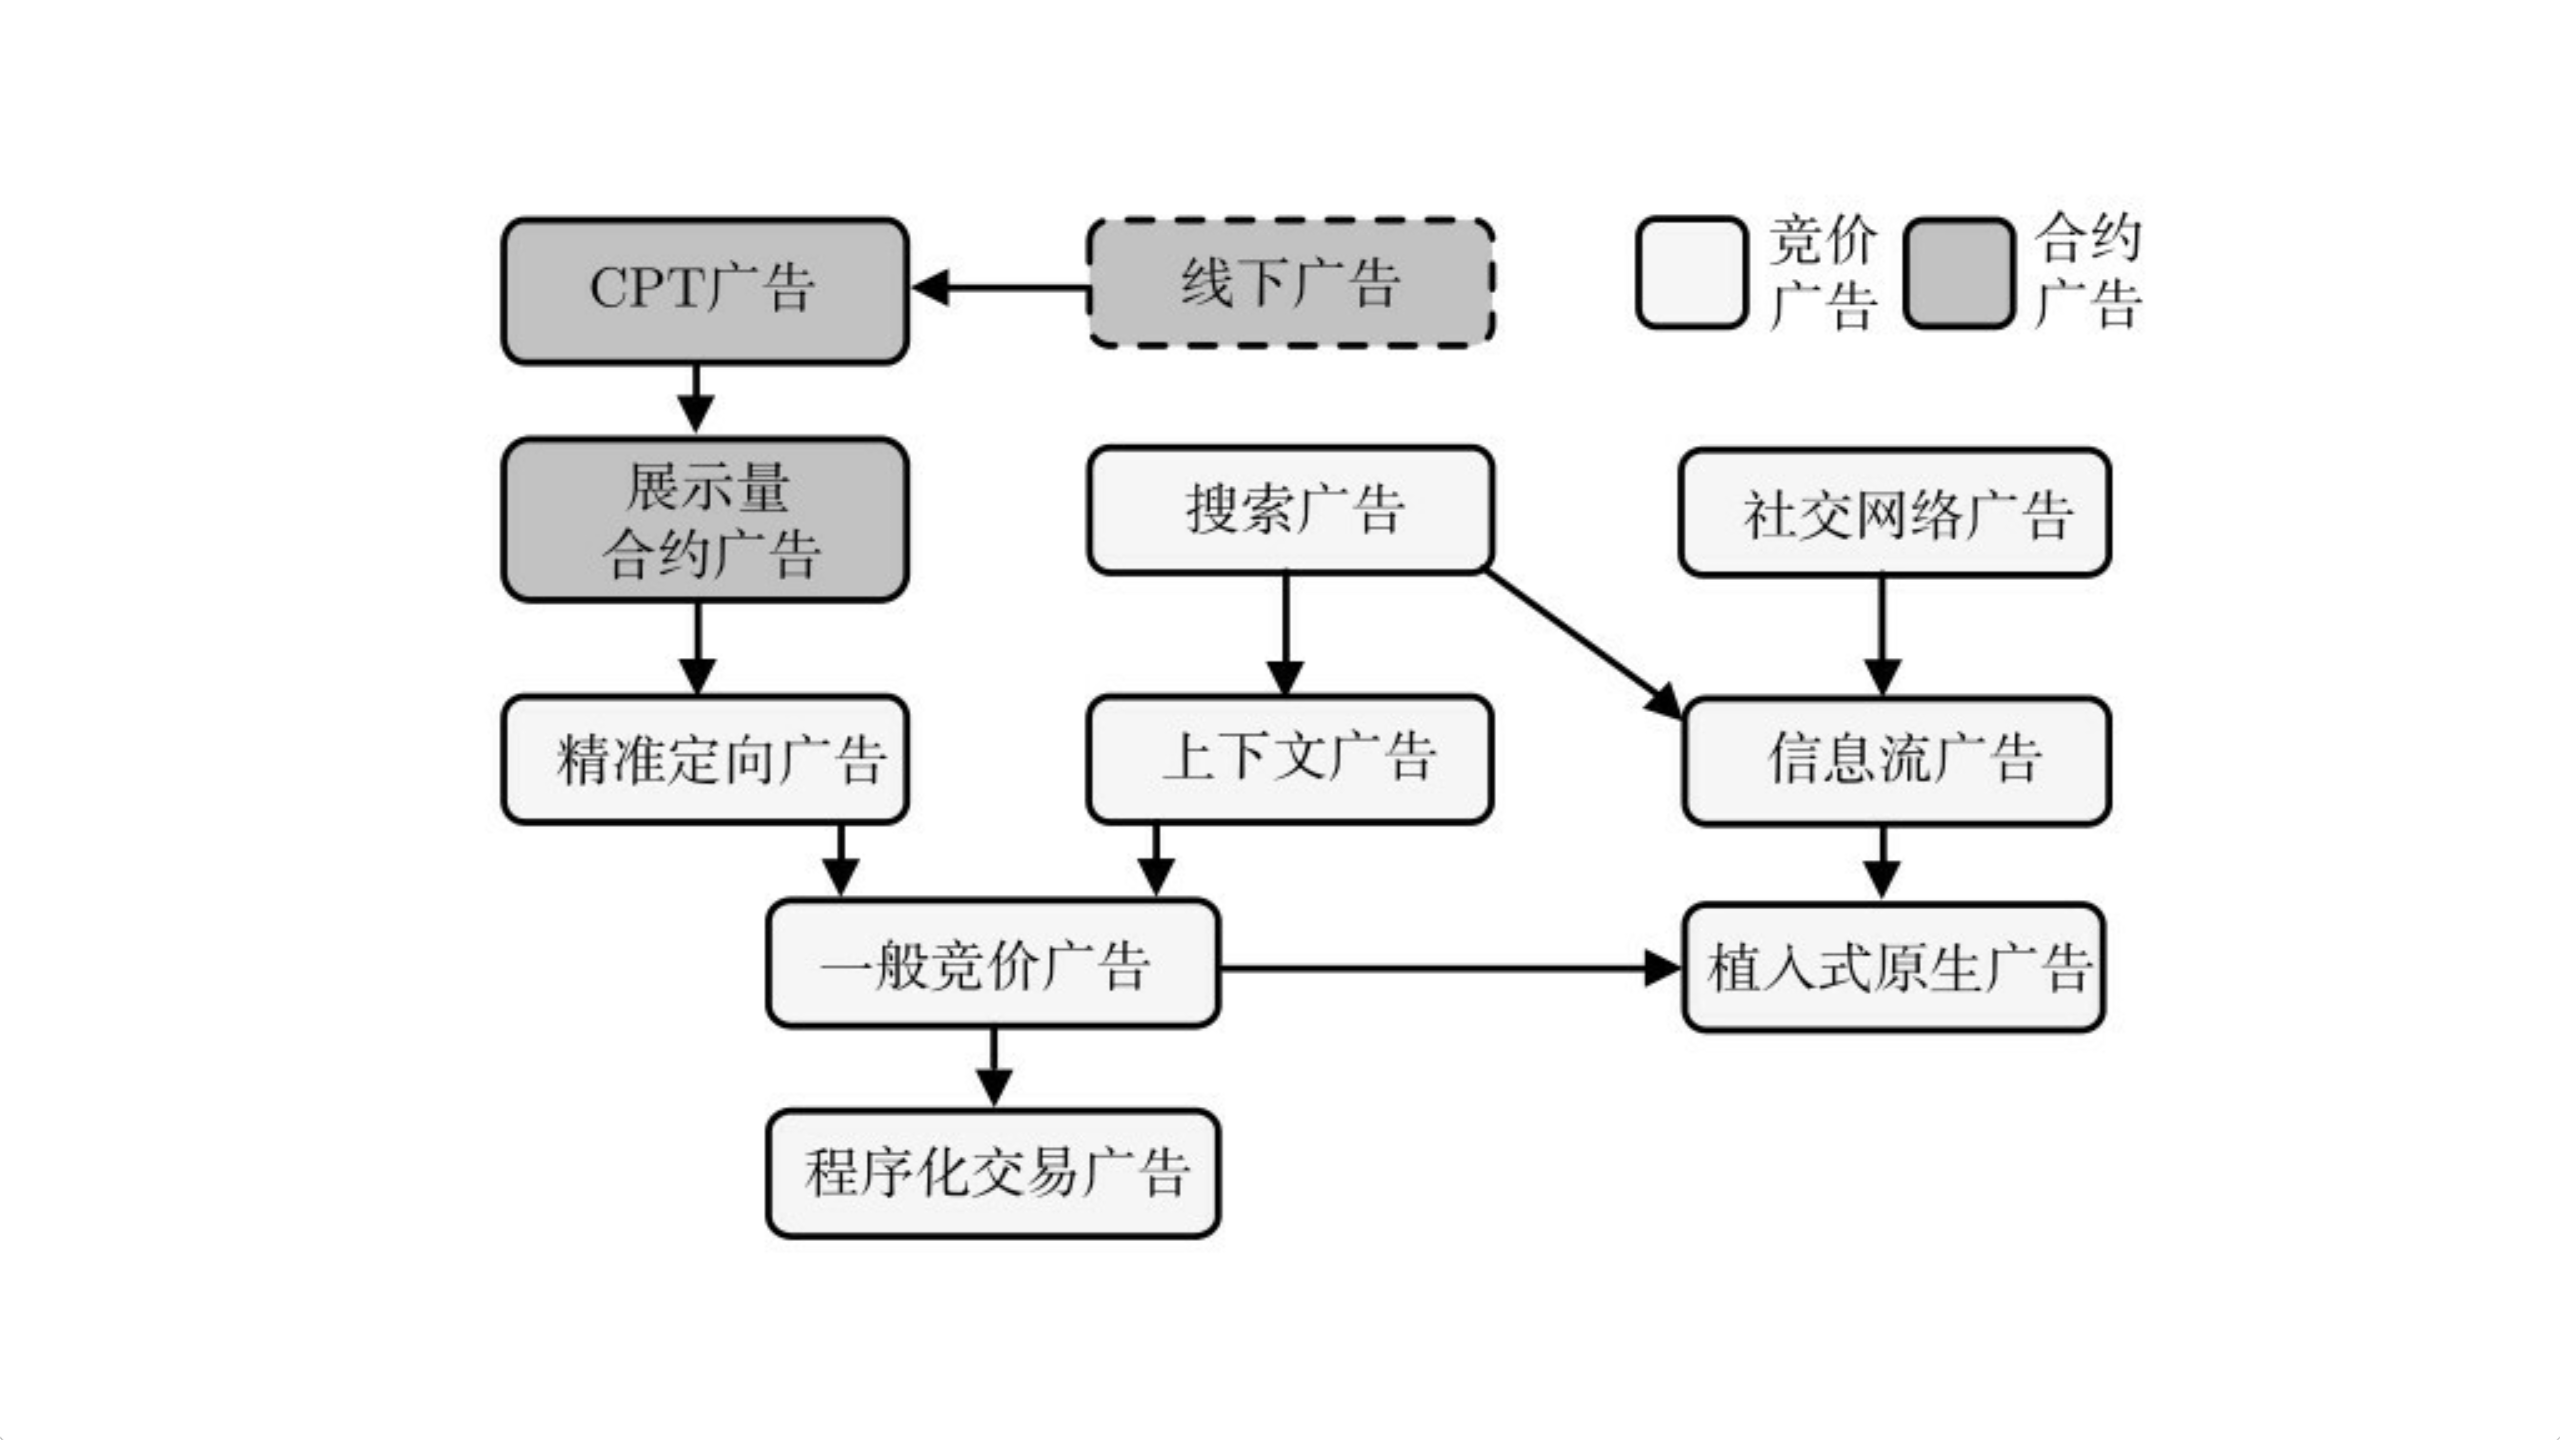 CPT广告
线下广告
竞价
广告
合约
广告
展示量
合约广告
搜索广告
社交网络广告
精准定向广告
上下文广告
信息流广告
一般竞价广告
植入式原生广告
程序化交易广告